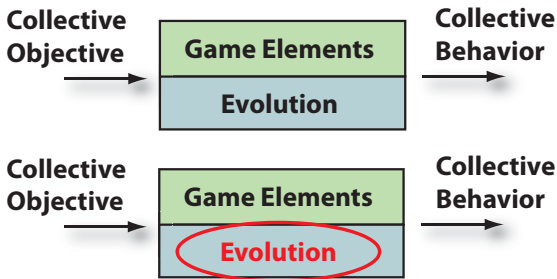 Collective
Objective
Game Elements
Evolution
Collective
Behavior
Collective
Objective
Game Elements
Evolution
Collective
Behavior